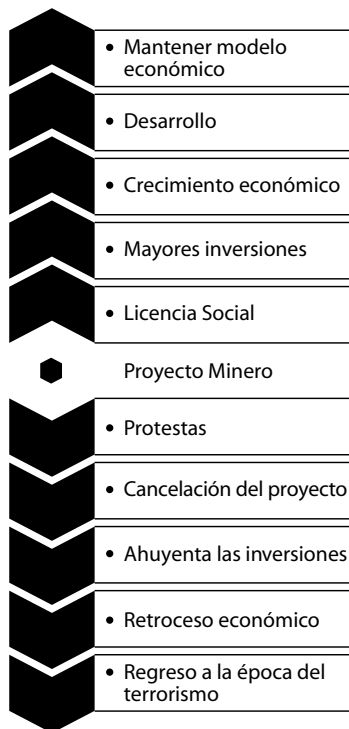 • Mantener modelo
económico
• Desarrollo
• Crecimiento económico
• Mayores inversiones
• Licencia Social
Proyecto Minero
• Protestas
• Cancelación del proyecto
• Ahuyenta las inversiones
• Retroceso económico
• Regreso a la época del
terrorismo